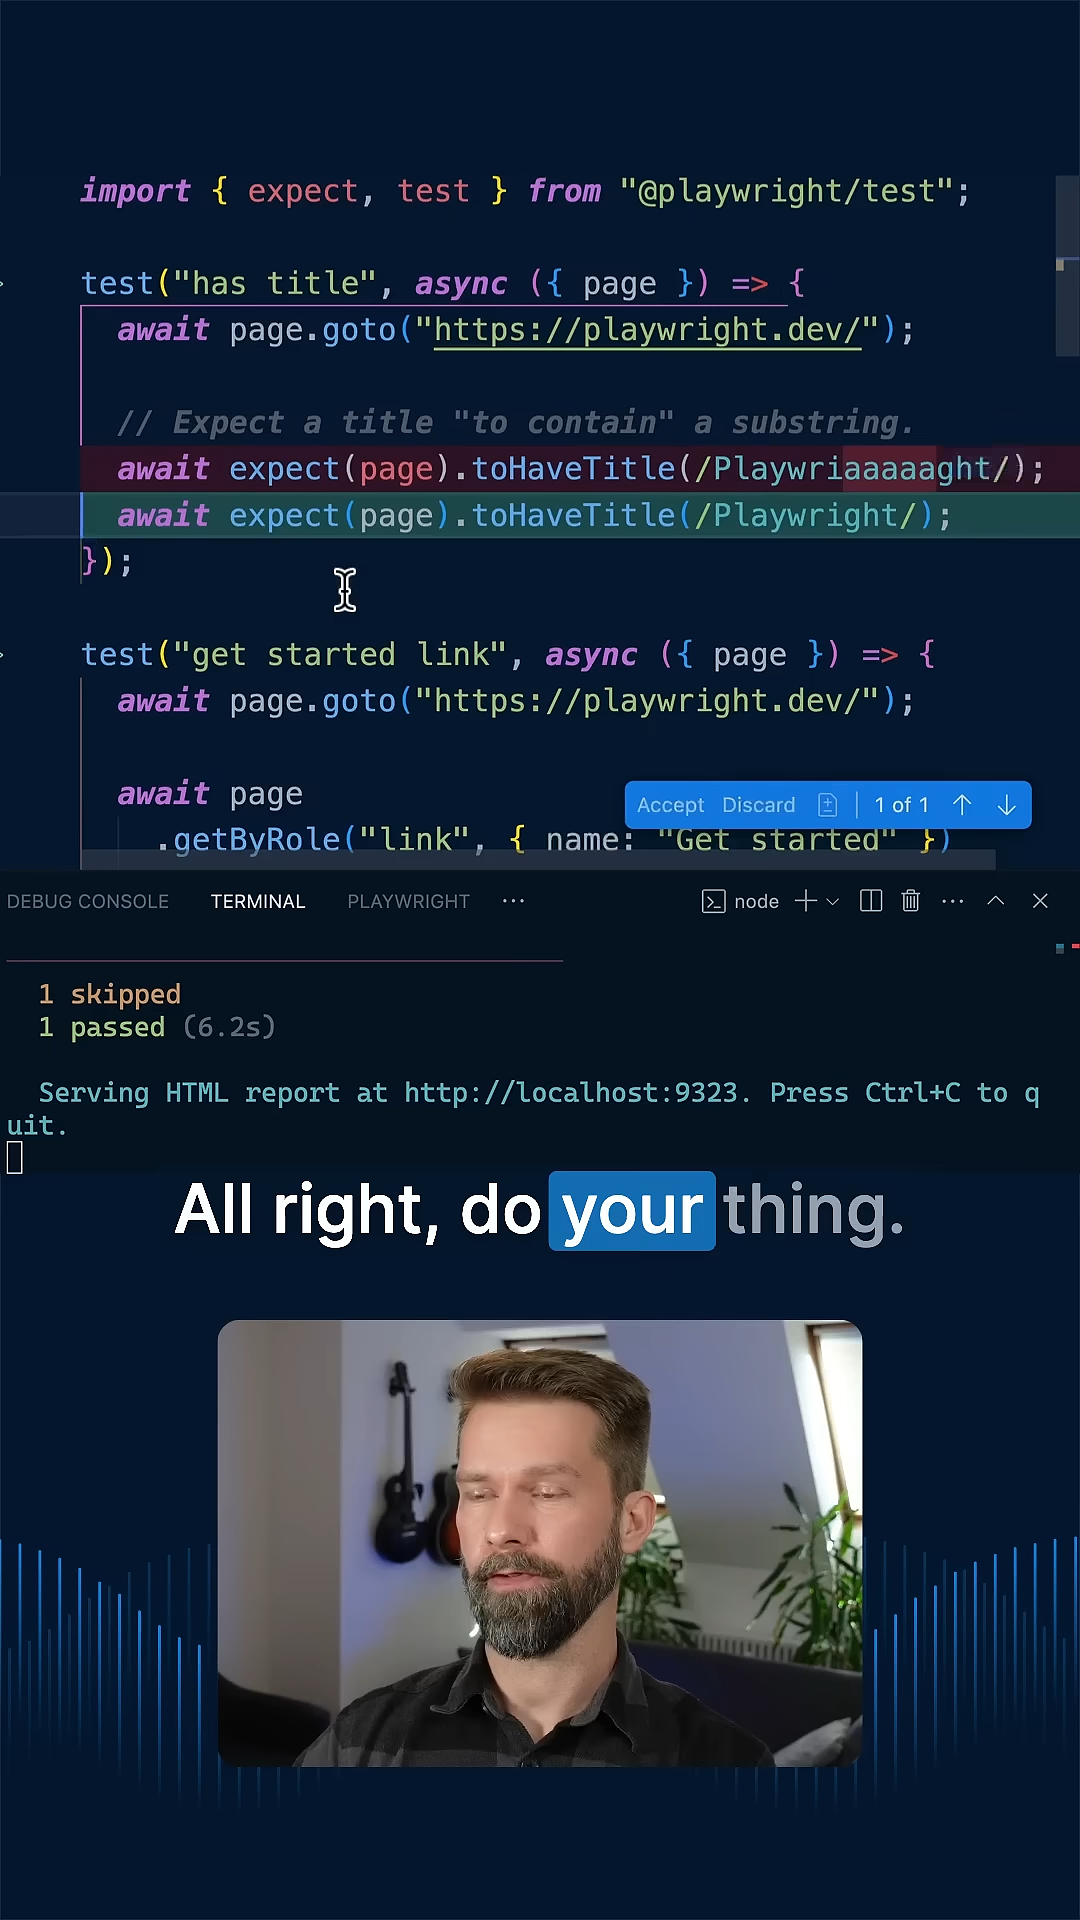 import { expect, test } from "@playwright/test";
test("has title", async ({ page }) => {
await page.goto("https://playwright.dev/");
// Expect a title "to contain" a substring.
await expect(page).toHaveTitle(/Playwriaaaaaght/);
await expect(page).toHaveTitle(/Playwright/);
});
test("get started link", async ({ page }) => {
await page.goto("https://playwright.dev/");
await page
Accept Discard 1 of 1
.getByRole("link", { name: "Get started" })
DEBUG CONSOLE TERMINAL PLAYWRIGHT ··· node ···
1 skipped
1 passed (6.2s)
Serving HTML report at http://localhost:9323. Press Ctrl+C to q
uit.
All right, do your thing.